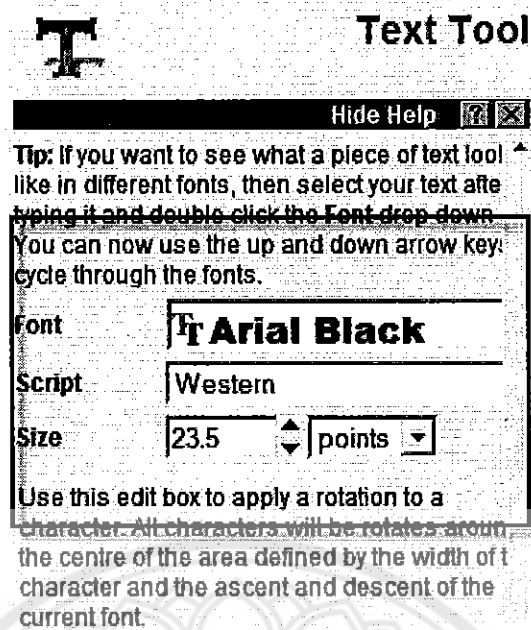 Text Tool
Hide Help
Tip: If you want to see what a piece of text lool
like in different fonts, then select your text afte
typing it and double click the Font drop down
You can now use the up and down arrow key
cycle through the fonts.
Font Arial Black
Script Western
Size 23.5 points
Use this edit box to apply a rotation to a
character. All characters will be rotates aroun
the centre of the area defined by the width of t
character and the ascent and descent of the
current font.